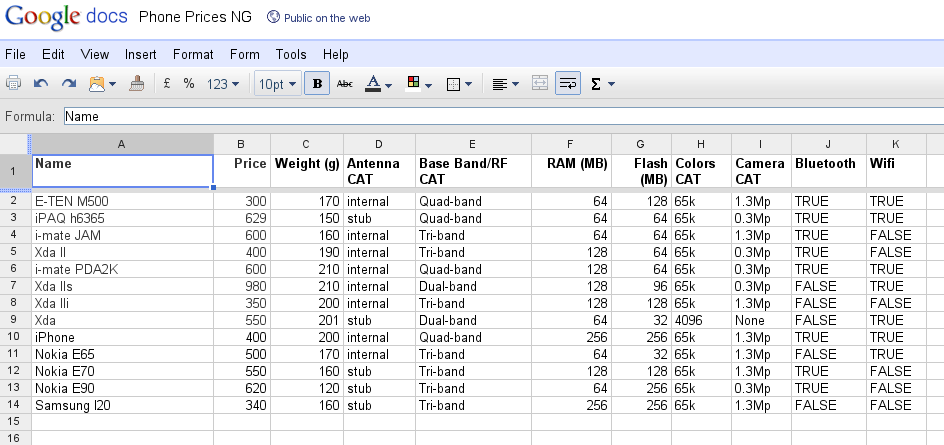 Google docs Phone Prices NG Public on the web
File Edit View Insert Format Form Tools Help
£ % 123 10pt B Abc A Σ
Formula: Name
A B C D E F G H I J K
1 Name Price Weight (g) Antenna CAT Base Band/RF CAT RAM (MB) Flash (MB) Colors CAT Camera CAT Bluetooth Wifi
2 E-TEN M500 300 170 internal Quad-band 64 128 65k 1.3Mp TRUE TRUE
3 iPAQ h6365 629 150 stub Quad-band 64 64 65k 0.3Mp TRUE TRUE
4 i-mate JAM 600 160 internal Tri-band 64 64 65k 1.3Mp TRUE FALSE
5 Xda II 400 190 internal Tri-band 128 64 65k 0.3Mp TRUE FALSE
6 i-mate PDA2K 600 210 internal Quad-band 128 64 65k 0.3Mp TRUE TRUE
7 Xda IIs 980 210 internal Dual-band 128 96 65k 0.3Mp FALSE TRUE
8 Xda IIi 350 200 internal Tri-band 128 128 65k 1.3Mp FALSE FALSE
9 Xda 550 201 stub Dual-band 64 32 4096 None FALSE TRUE
10 iPhone 400 200 internal Quad-band 256 256 65k 1.3Mp TRUE TRUE
11 Nokia E65 500 170 internal Tri-band 64 32 65k 1.3Mp FALSE TRUE
12 Nokia E70 550 160 stub Tri-band 128 128 65k 1.3Mp TRUE FALSE
13 Nokia E90 620 120 stub Tri-band 64 256 65k 0.3Mp TRUE FALSE
14 Samsung I20 340 160 stub Tri-band 256 256 65k 1.3Mp FALSE FALSE
15
16